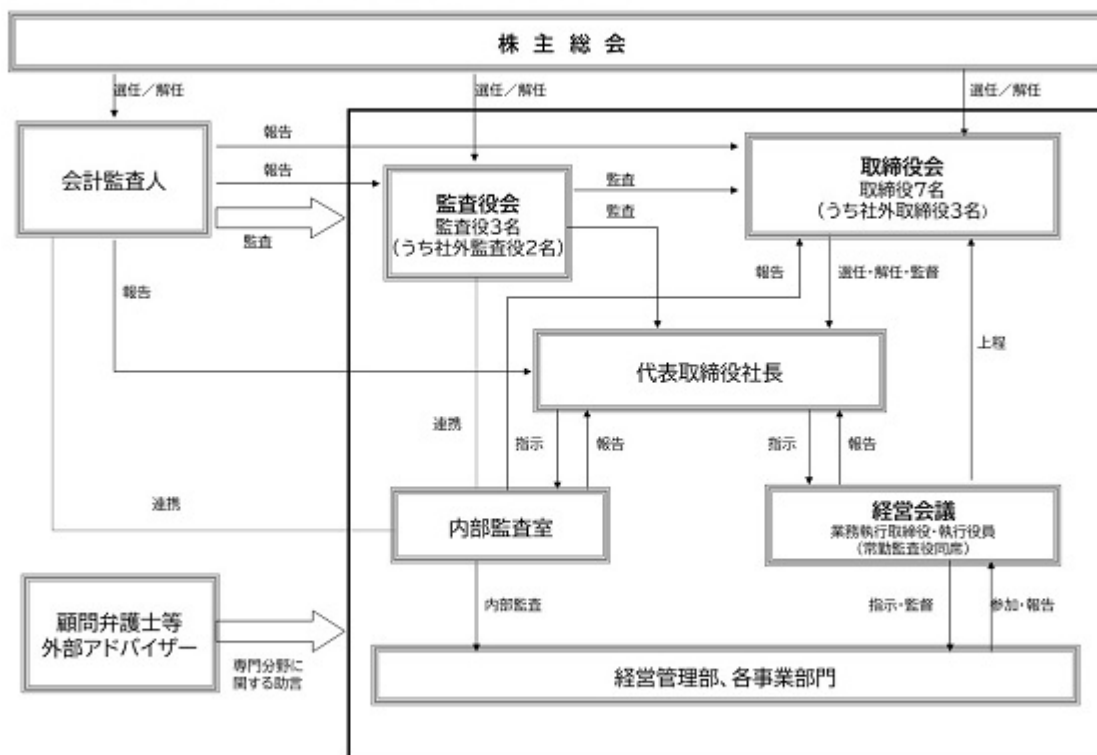 株主総会
選任／解任
選任／解任
選任／解任
会計監査人
報告
報告
監査
監査役会
監査役3名
(うち社外監査役2名)
監査
監査
取締役会
取締役7名
(うち社外取締役3名)
報告
報告
選任・解任・監督
代表取締役社長
上程
連携
指示
報告
指示
報告
連携
内部監査室
経営会議
業務執行取締役・執行役員
(常勤監査役同席)
顧問弁護士等
外部アドバイザー
内部監査
指示・監督
参加・報告
専門分野に
関する助言
経営管理部、各事業部門